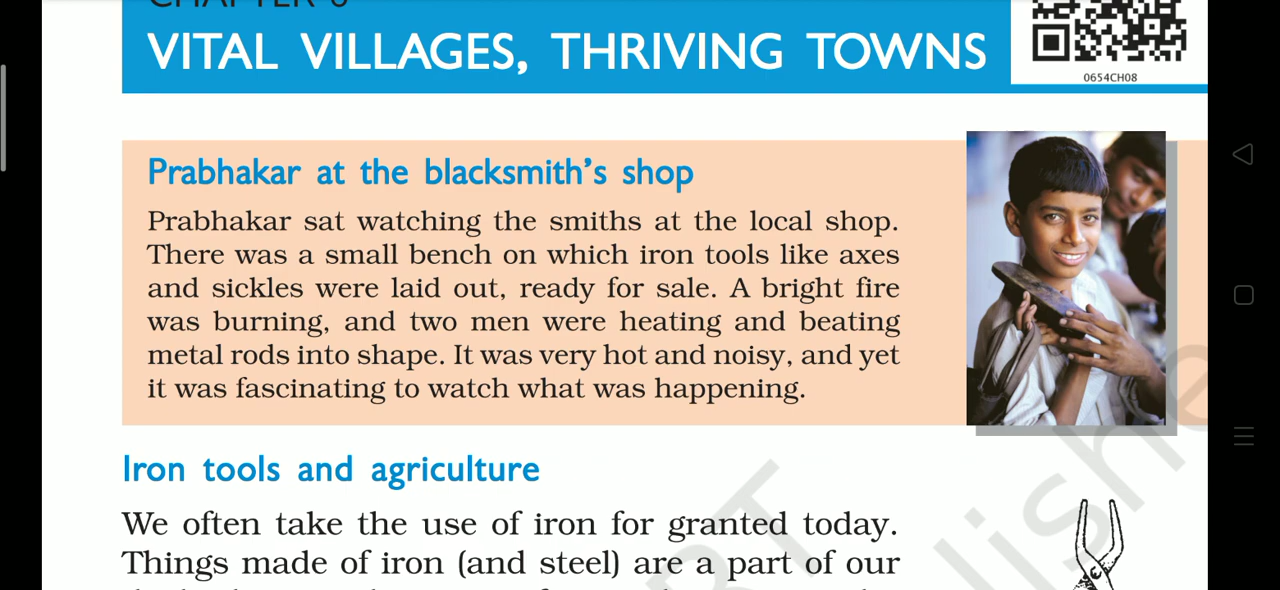 VITAL VILLAGES, THRIVING TOWNS
0654CH08
Prabhakar at the blacksmith's shop
Prabhakar sat watching the smiths at the local shop.
There was a small bench on which iron tools like axes
and sickles were laid out, ready for sale. A bright fire
was burning, and two men were heating and beating
metal rods into shape. It was very hot and noisy, and yet
it was fascinating to watch what was happening.
Iron tools and agriculture
We often take the use of iron for granted today.
Things made of iron (and steel) are a part of our